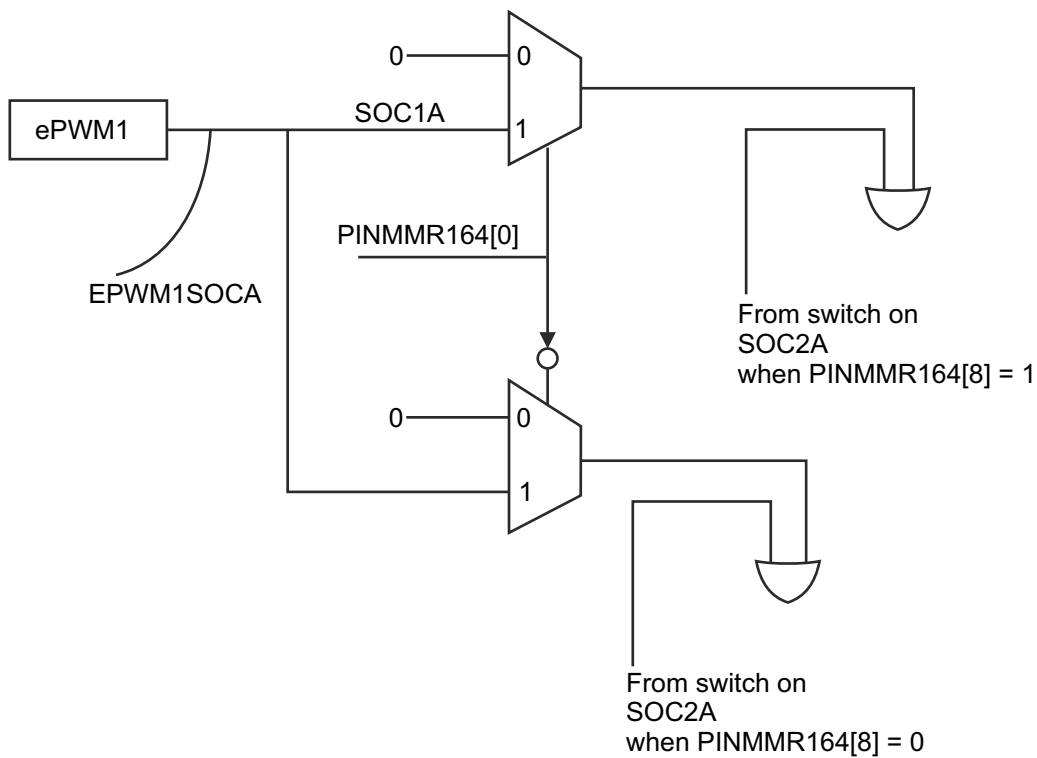 0
0
SOC1A
ePWM1
1
PINMMR164[0]
EPWM1SOCA
From switch on
SOC2A
when PINMMR164[8] = 1
0
0
1
From switch on
SOC2A
when PINMMR164[8] = 0